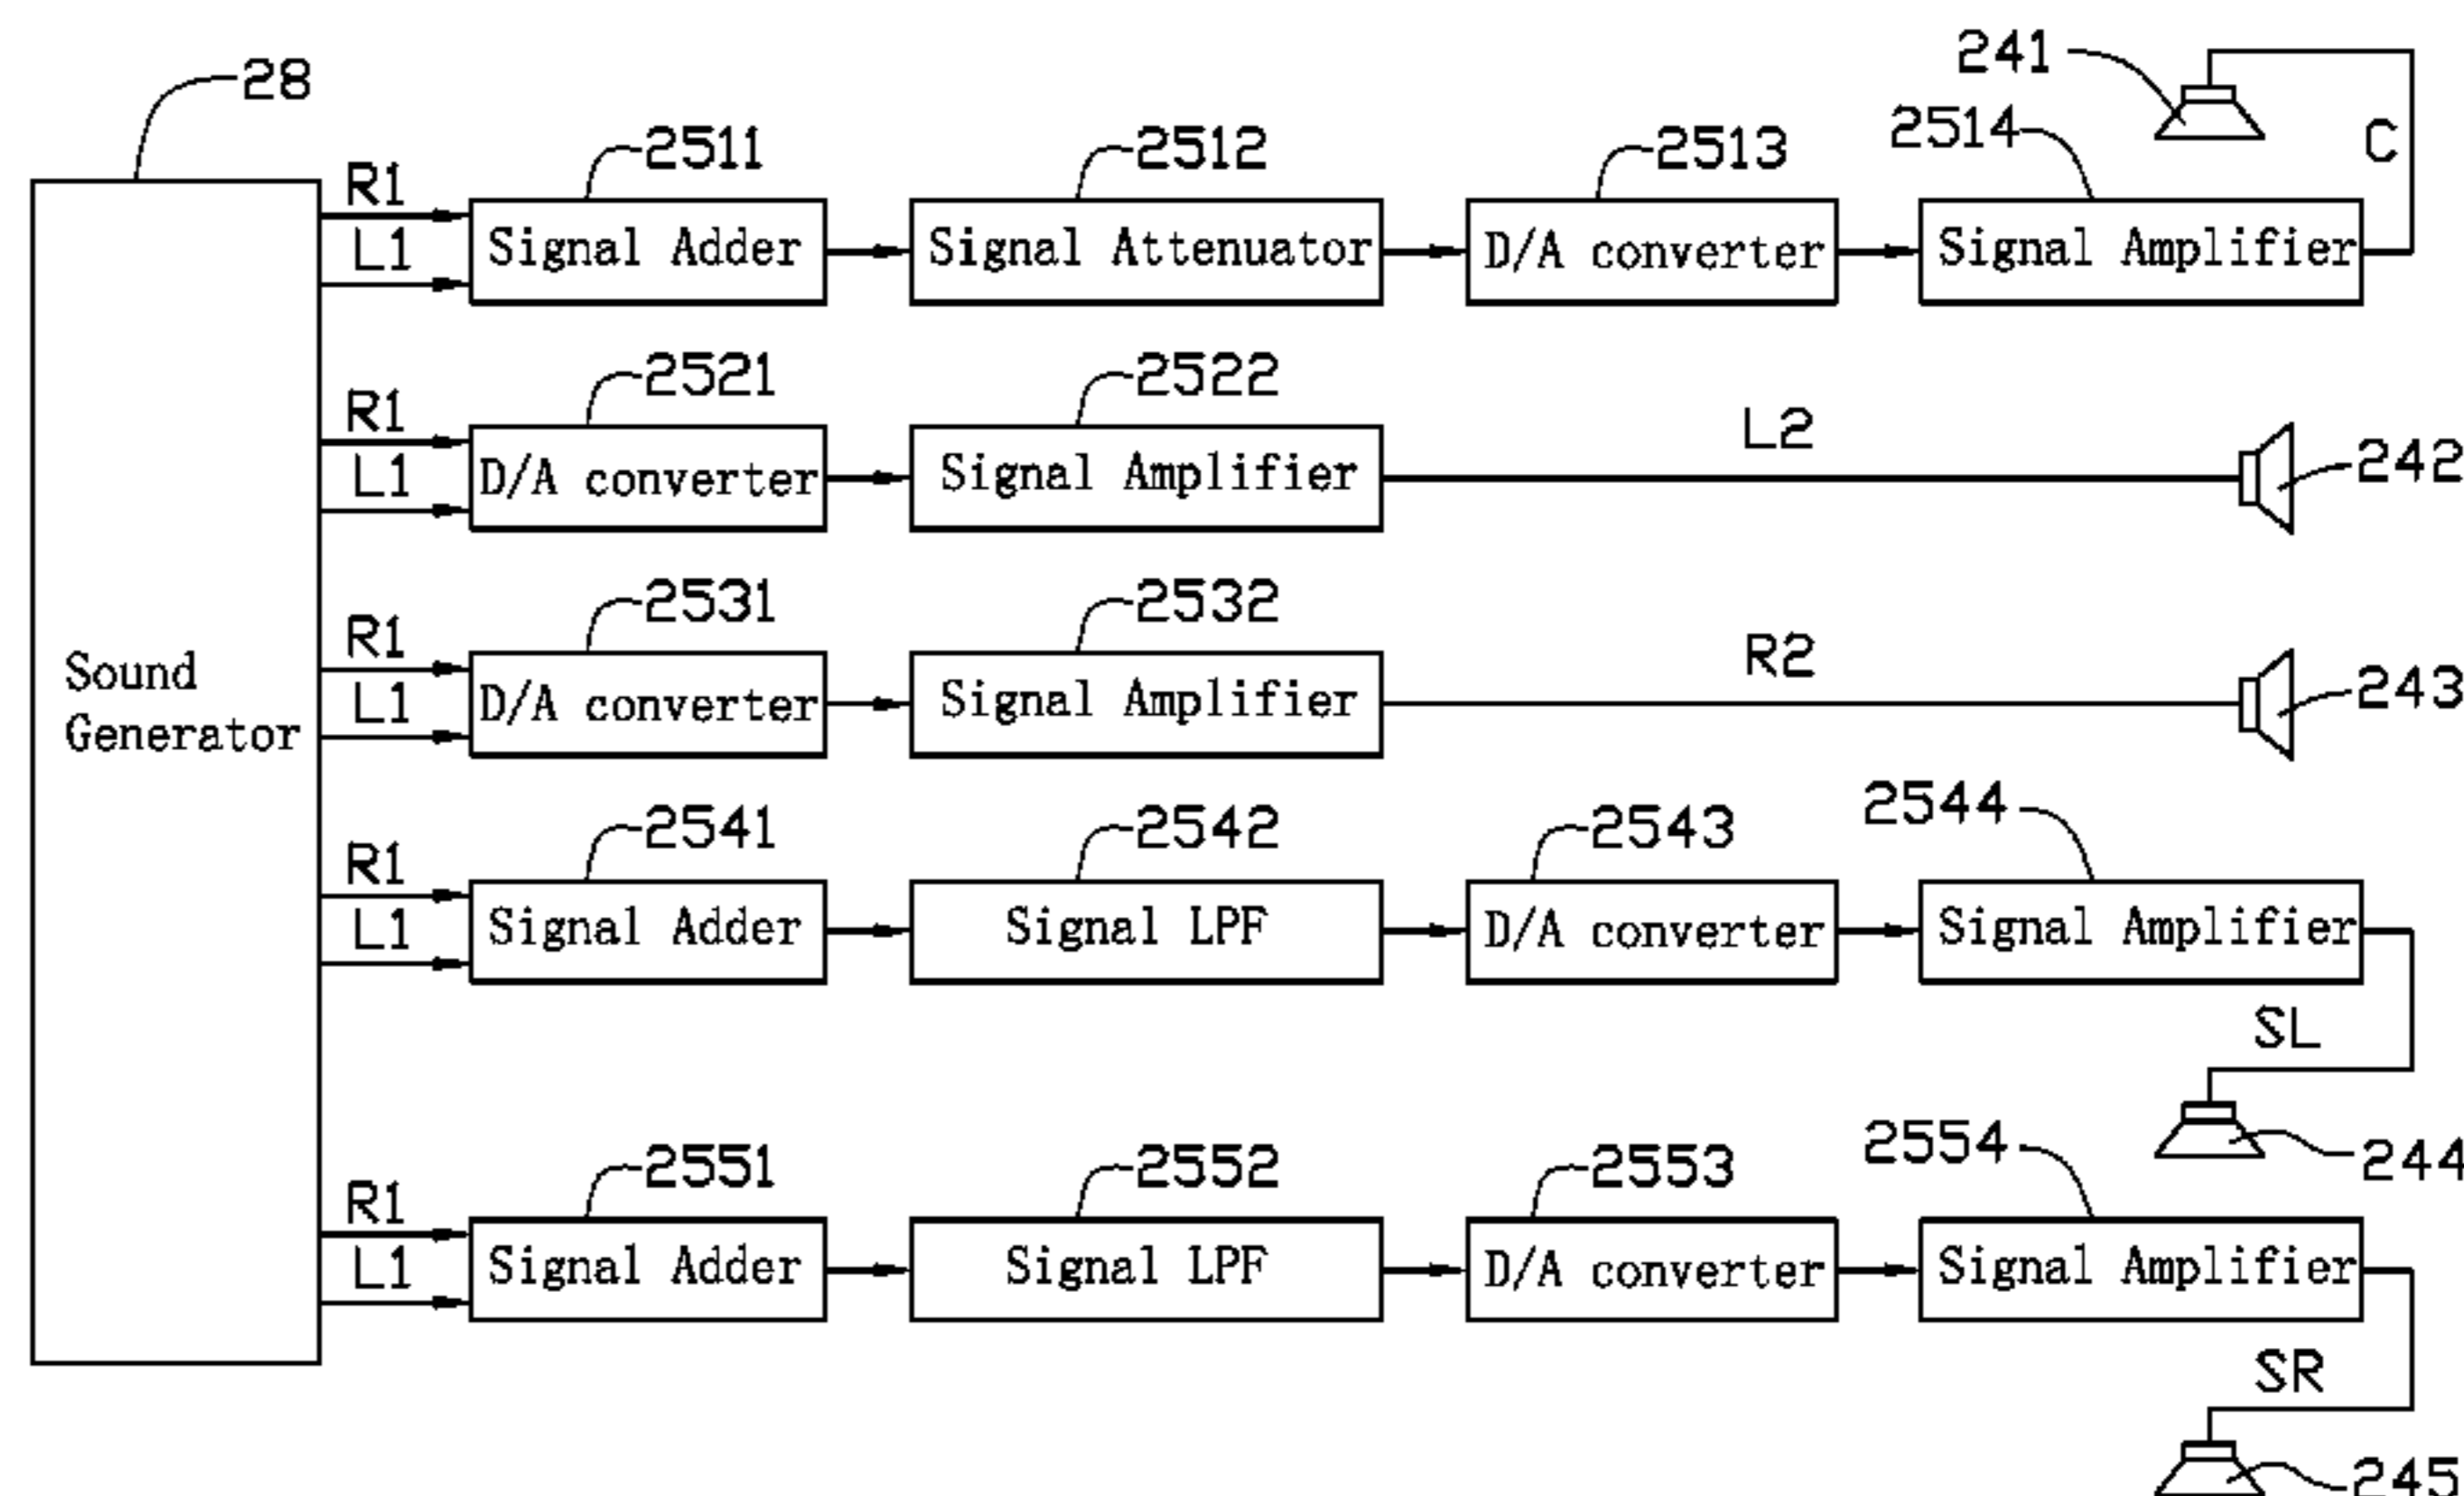 28
241
2511
2512
2513
2514
C
R1
L1
Signal Adder
Signal Attenuator
D/A converter
Signal Amplifier
2521
2522
R1
L1
D/A converter
Signal Amplifier
L2
242
2531
2532
R1
L1
D/A converter
Signal Amplifier
R2
243
Sound
Generator
2541
2542
2543
2544
R1
L1
Signal Adder
Signal LPF
D/A converter
Signal Amplifier
SL
244
2551
2552
2553
2554
R1
L1
Signal Adder
Signal LPF
D/A converter
Signal Amplifier
SR
245